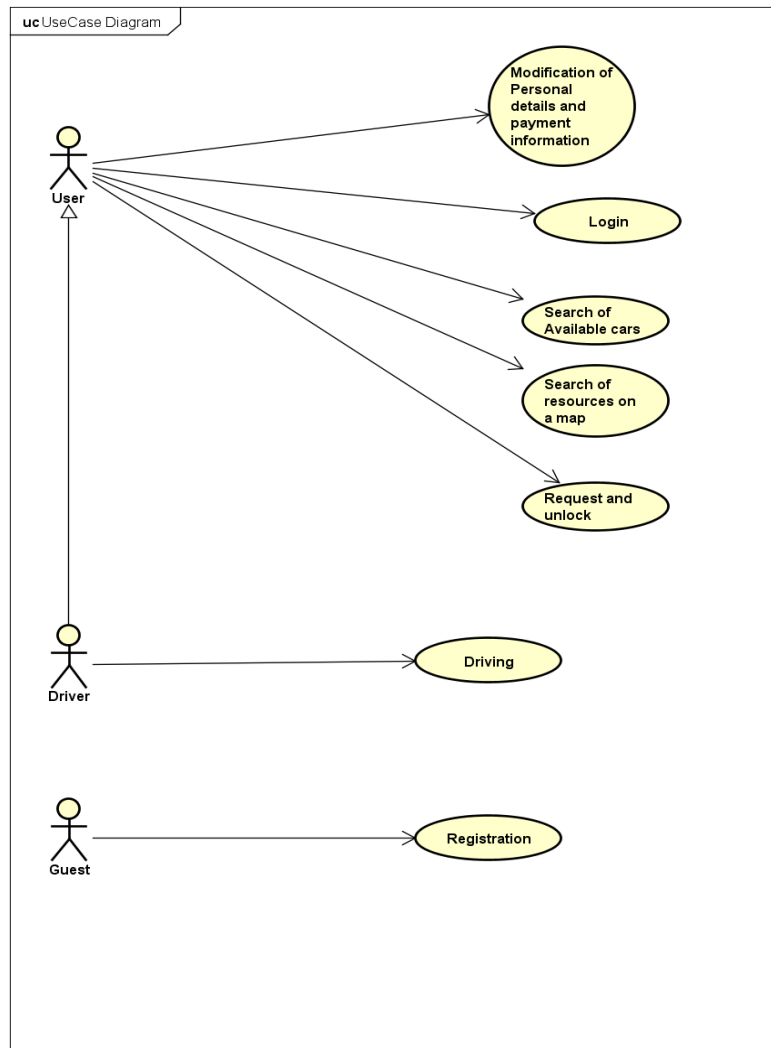 uc UseCase Diagram
Modification of
Personal
details and
payment
information
User
Login
Search of
Available cars
Search of
resources on
a map
Request and
unlock
Driving
Driver
Registration
Guest